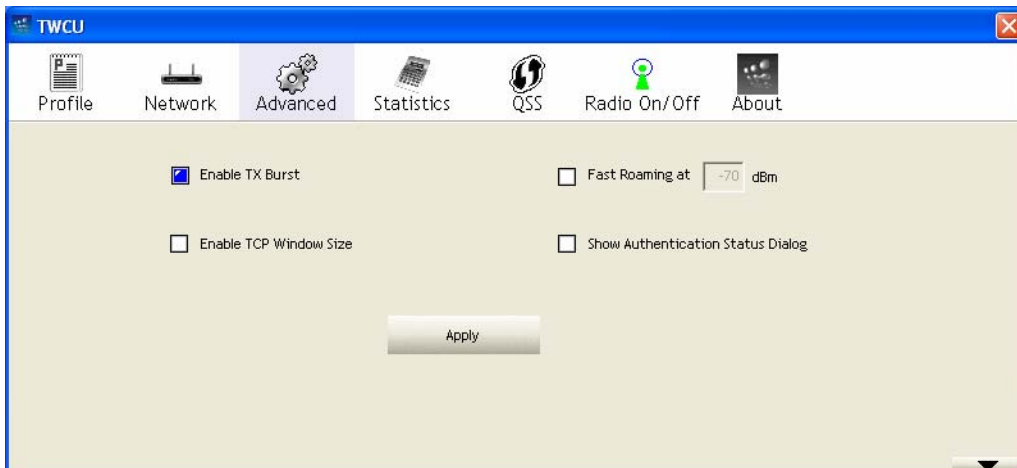 TWCU
Profile Network Advanced Statistics QSS Radio On/Off About
Enable TX Burst Fast Roaming at -70 dBm
Enable TCP Window Size Show Authentication Status Dialog
Apply